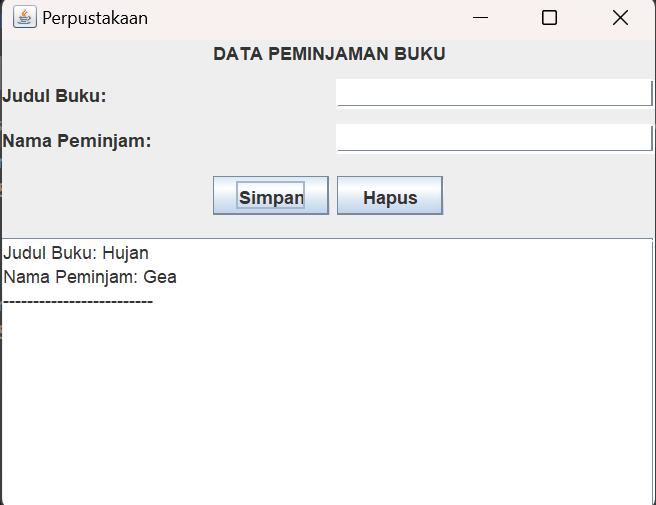 Perpustakaan
DATA PEMINJAMAN BUKU
Judul Buku:
Nama Peminjam:
Simpan Hapus
Judul Buku: Hujan
Nama Peminjam: Gea
-------------------------